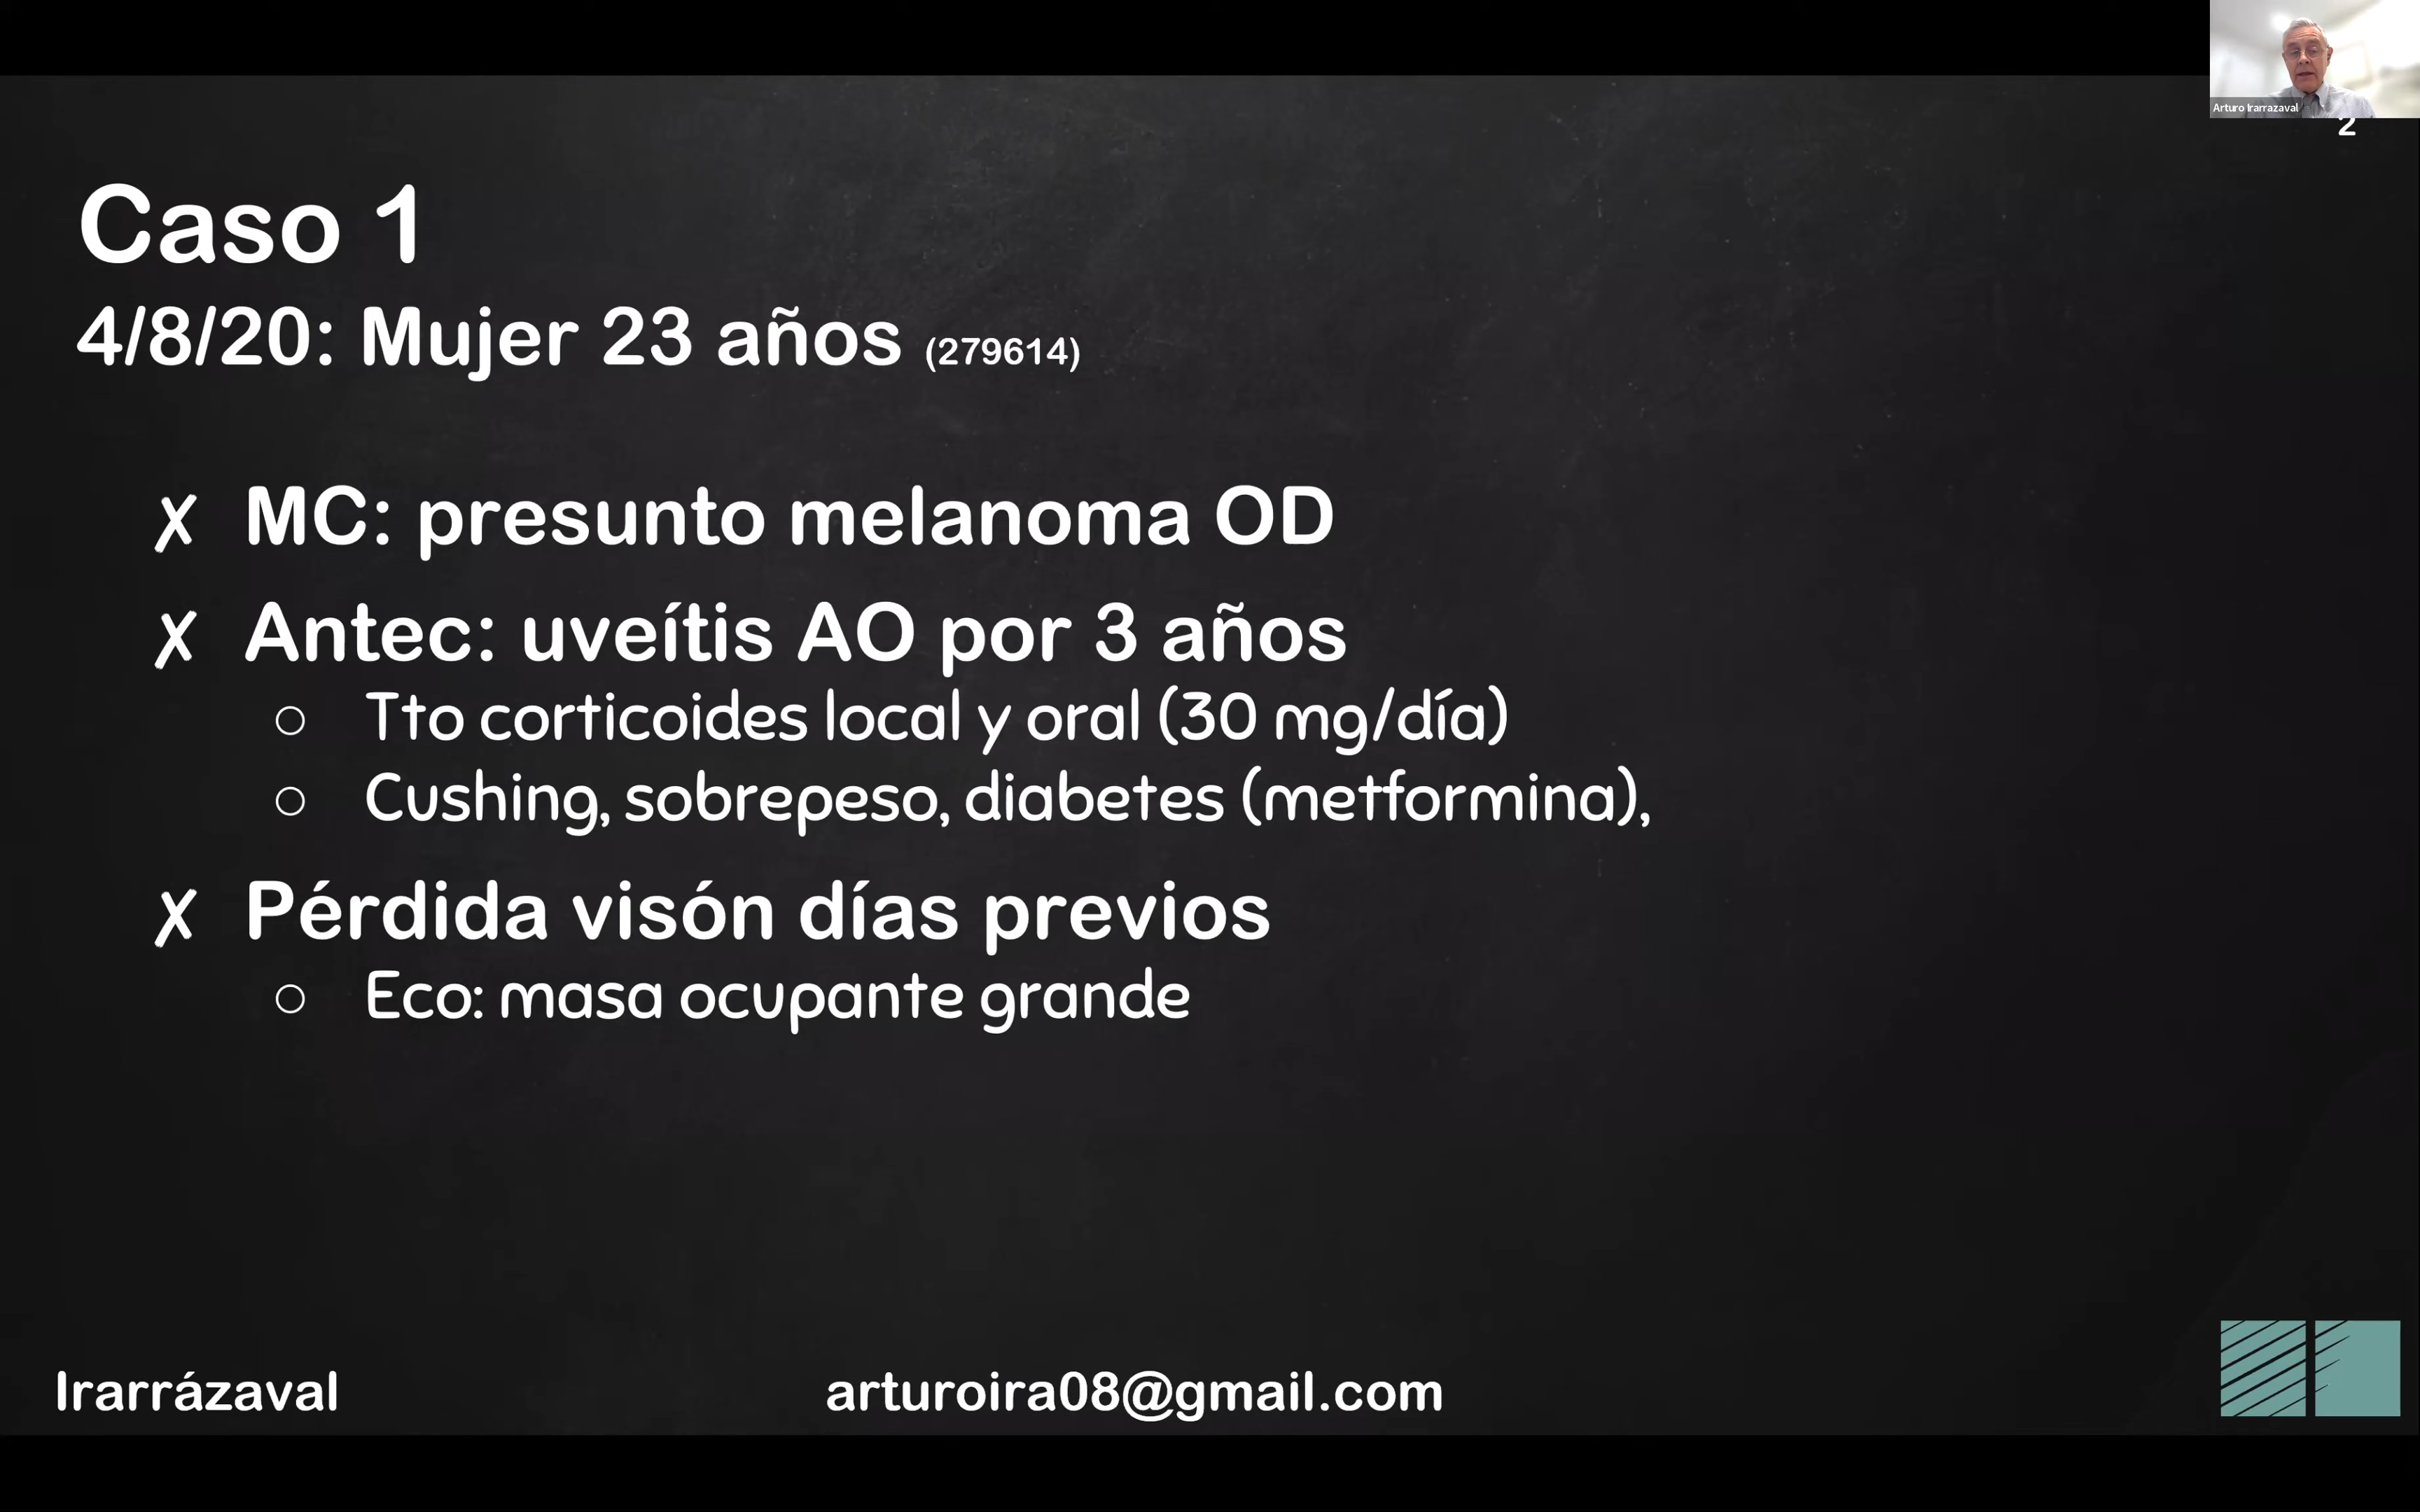 Arturo Irarrazaval
2
Caso 1
4/8/20: Mujer 23 años (279614)
✗ MC: presunto melanoma OD
✗ Antec: uveítis AO por 3 años
○ Tto corticoides local y oral (30 mg/día)
○ Cushing, sobrepeso, diabetes (metformina),
✗ Pérdida visón días previos
○ Eco: masa ocupante grande
Irarrázaval
arturoira08@gmail.com